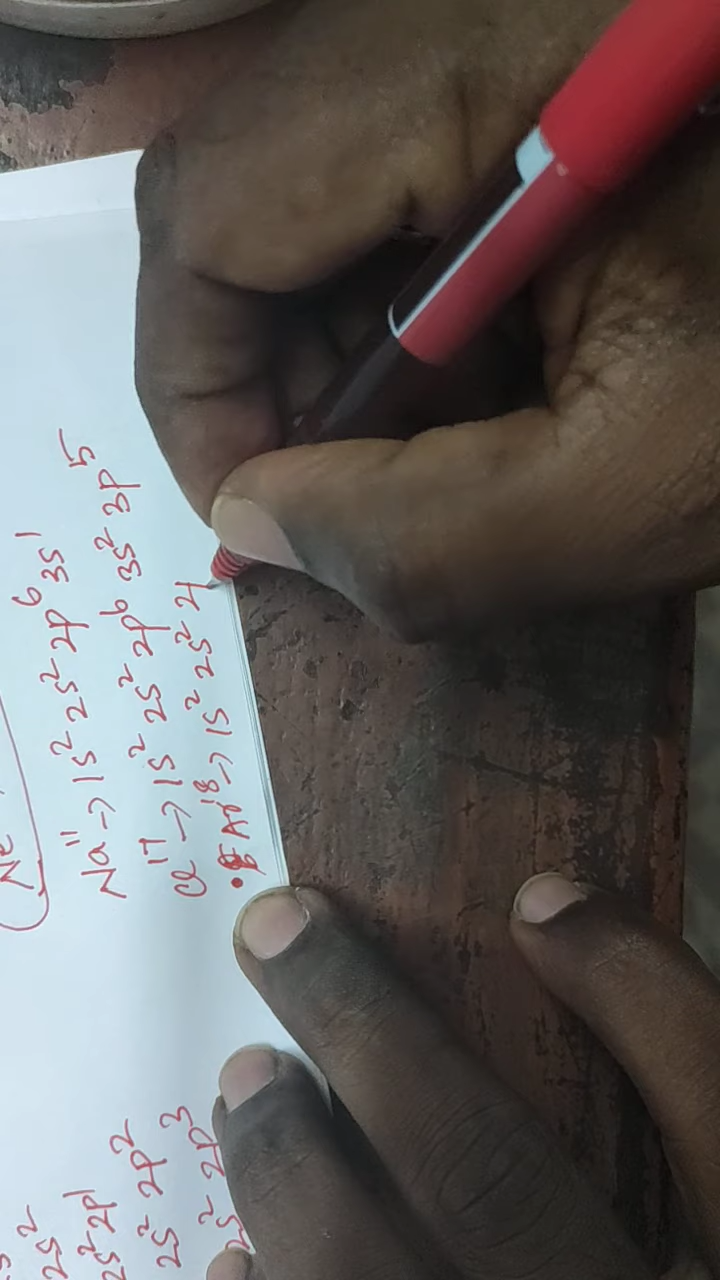 Ne
Na¹¹ → 1s² 2s² 2p⁶ 3s¹
Cl¹⁷ → 1s² 2s² 2p⁶ 3s² 3p⁵
Ar¹⁸ → 1s² 2s² 2
2s²
2s² 2p¹
2s² 2p²
2s² 2p³